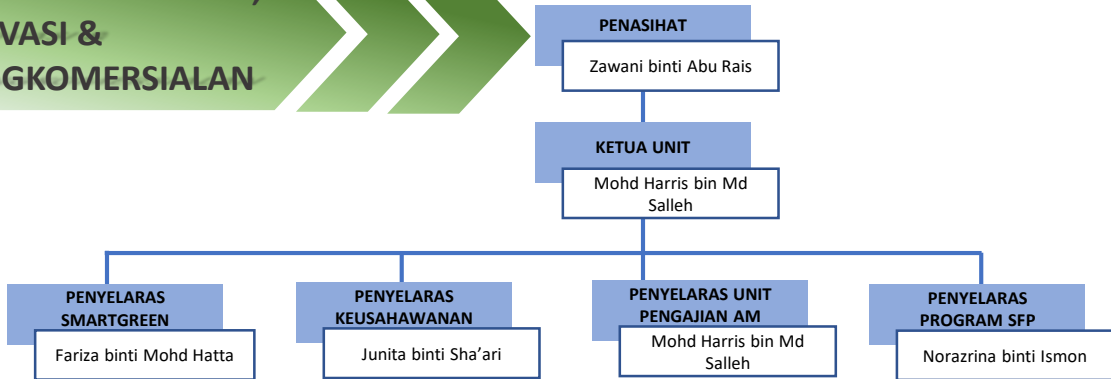 VASI &
GKOMERSIALAN
PENASIHAT
Zawani binti Abu Rais
KETUA UNIT
Mohd Harris bin Md
Salleh
PENYELARAS
SMARTGREEN
Fariza binti Mohd Hatta
PENYELARAS
KEUSAHAWANAN
Junita binti Sha’ari
PENYELARAS UNIT
PENGAJIAN AM
Mohd Harris bin Md
Salleh
PENYELARAS
PROGRAM SFP
Norazrina binti Ismon